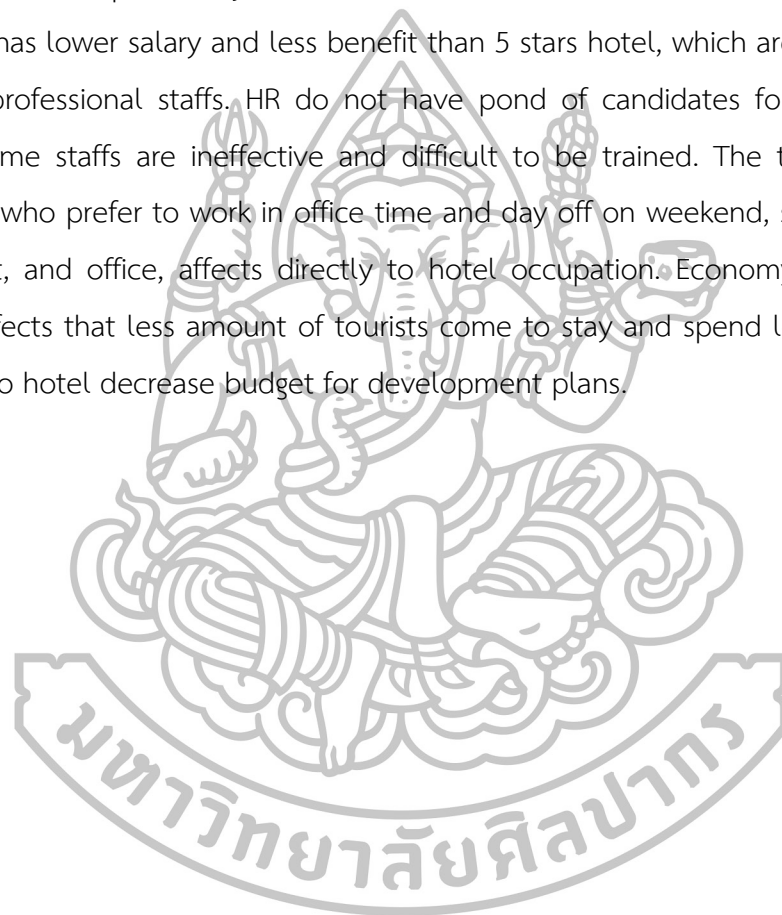 has lower salary and less benefit than 5 stars hotel, which are
professional staffs. HR do not have pond of candidates fo
me staffs are ineffective and difficult to be trained. The t
who prefer to work in office time and day off on weekend,
, and office, affects directly to hotel occupation. Economy
fects that less amount of tourists come to stay and spend l
o hotel decrease budget for development plans.
มหาวิทยาลัยศิลปากร